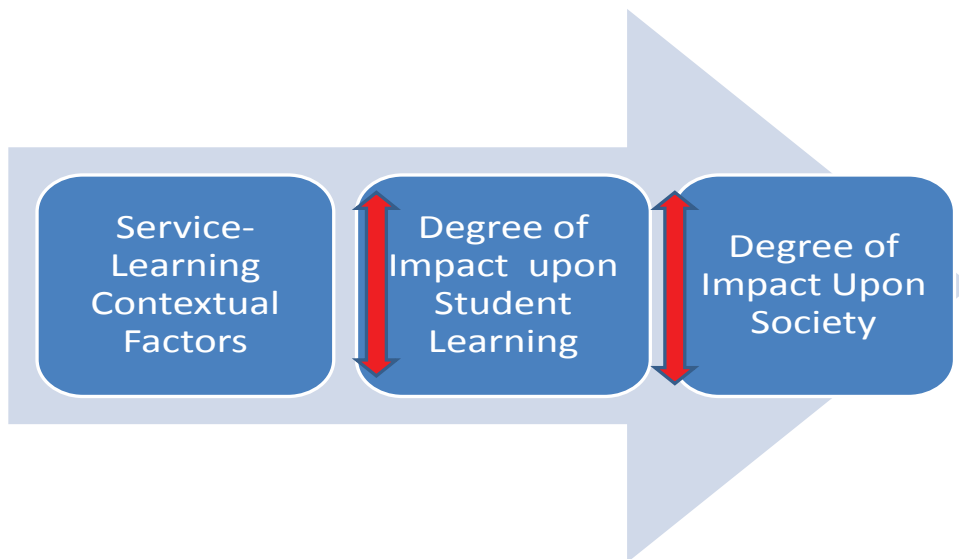 Service-
Learning
Contextual
Factors
Degree of
Impact upon
Student
Learning
Degree of
Impact Upon
Society